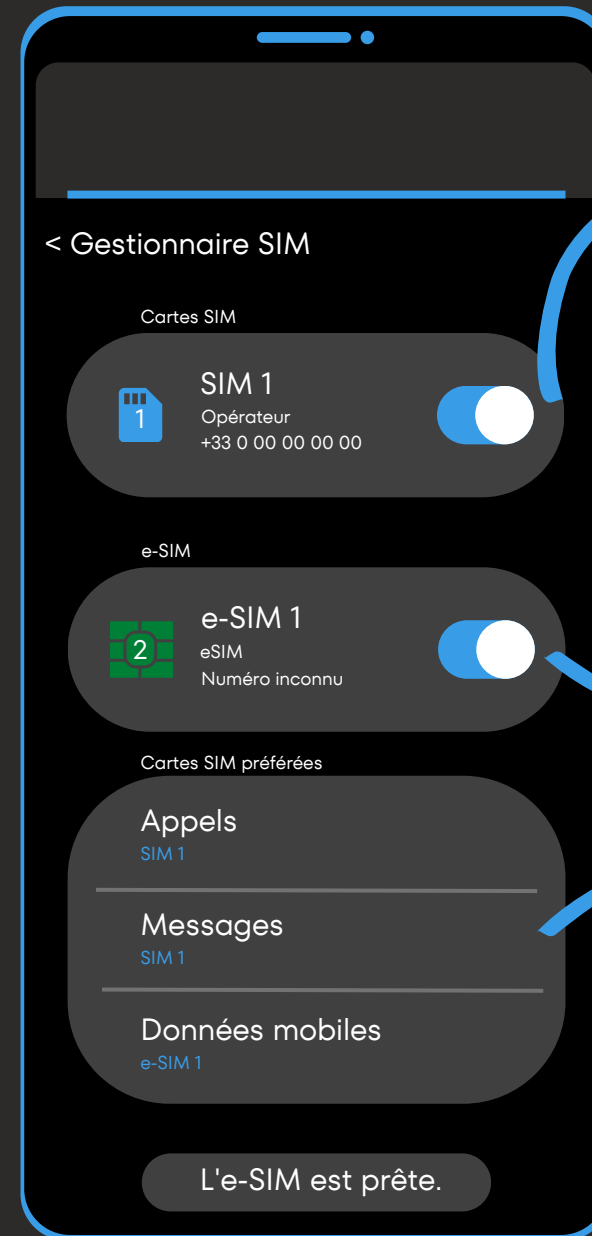 < Gestionnaire SIM
Cartes SIM
1
SIM 1
Opérateur
+33 0 00 00 00 00
e-SIM
2
e-SIM 1
eSIM
Numéro inconnu
Cartes SIM préférées
Appels
SIM 1
Messages
SIM 1
Données mobiles
e-SIM 1
L'e-SIM est prête.